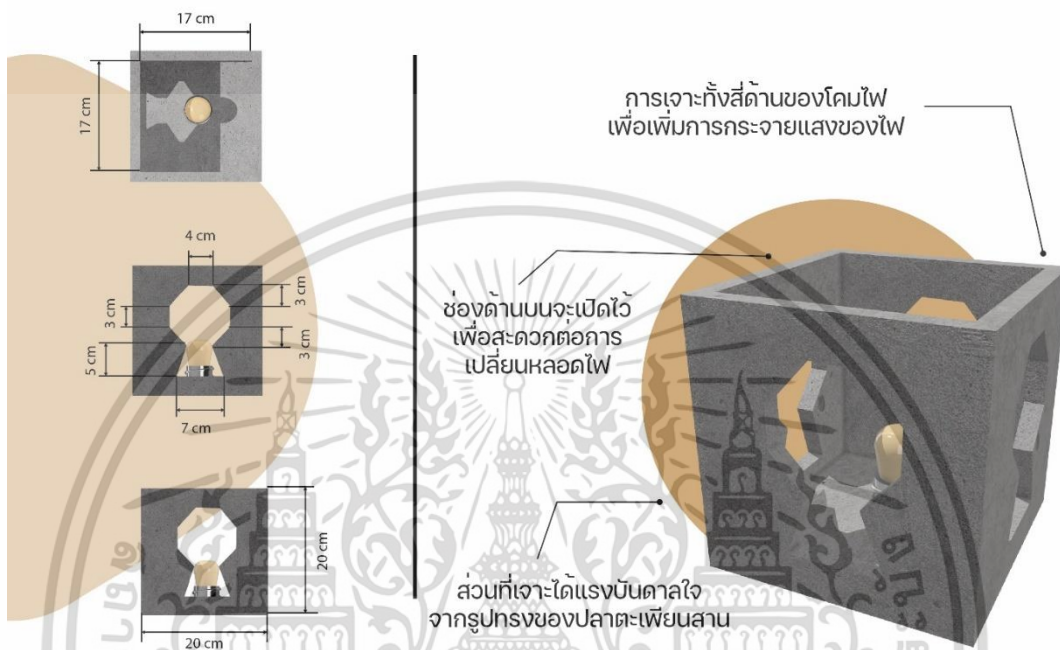 17 cm
17 cm
4 cm
3 cm
3 cm
3 cm
5 cm
7 cm
20 cm
20 cm
การเจาะทั้งสี่ด้านของโคมไฟ
เพื่อเพิ่มการกระจายแสงของไฟ
ช่องด้านบนจะเปิดไว้
เพื่อสะดวกต่อการ
เปลี่ยนหลอดไฟ
ส่วนที่เจาะได้แรงบันดาลใจ
จากรูปทรงของปลาตะเพียนสาน